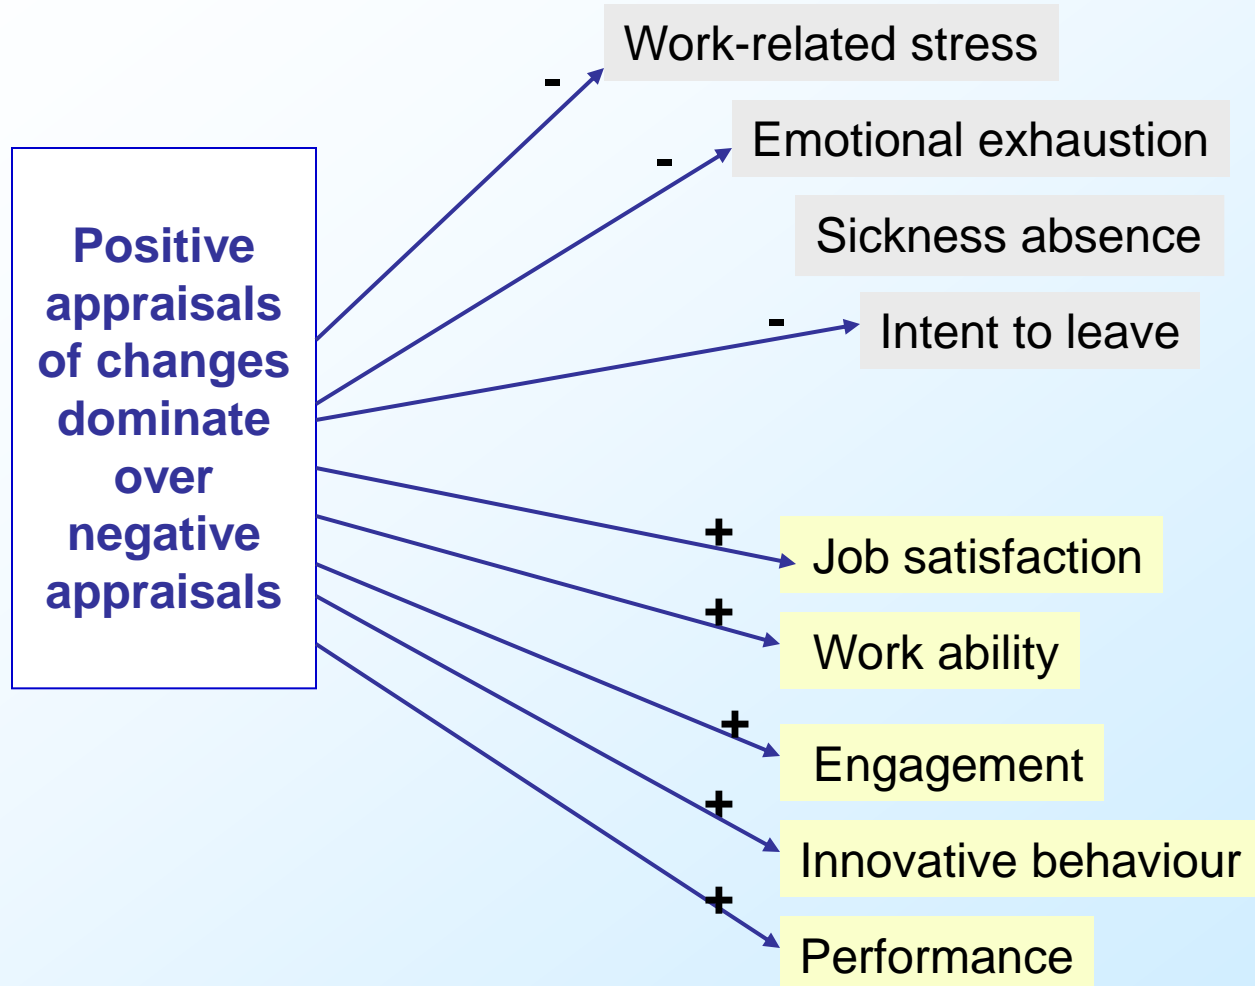 Work-related stress
-
Emotional exhaustion
-
Sickness absence
Intent to leave
-
Positive
appraisals
of changes
dominate
over
negative
appraisals
+
Job satisfaction
+
Work ability
+
Engagement
+
Innovative behaviour
+
Performance